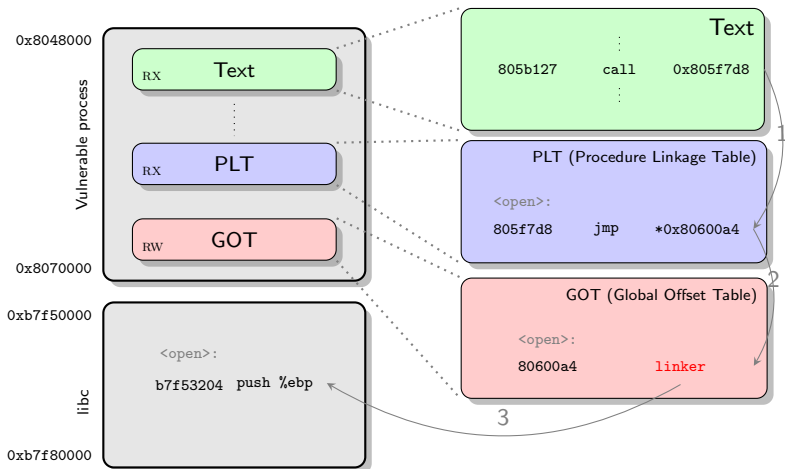 0x8048000
Vulnerable process
RX Text
RX PLT
RW GOT
0x8070000
0xb7f50000
libc
<open>:
b7f53204 push %ebp
0xb7f80000
Text
805b127 call 0x805f7d8
1
PLT (Procedure Linkage Table)
<open>:
805f7d8 jmp *0x80600a4
2
GOT (Global Offset Table)
<open>:
80600a4 linker
3